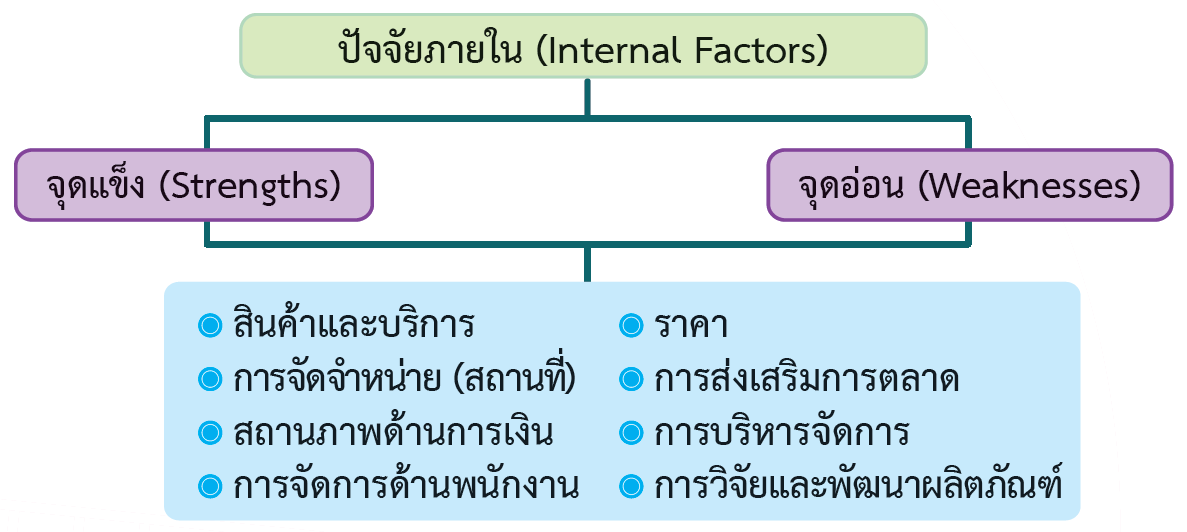 ปัจจัยภายใน (Internal Factors)
จุดแข็ง (Strengths)
จุดอ่อน (Weaknesses)
สินค้าและบริการ
การจัดจำหน่าย (สถานที่)
สถานภาพด้านการเงิน
การจัดการด้านพนักงาน
ราคา
การส่งเสริมการตลาด
การบริหารจัดการ
การวิจัยและพัฒนาผลิตภัณฑ์